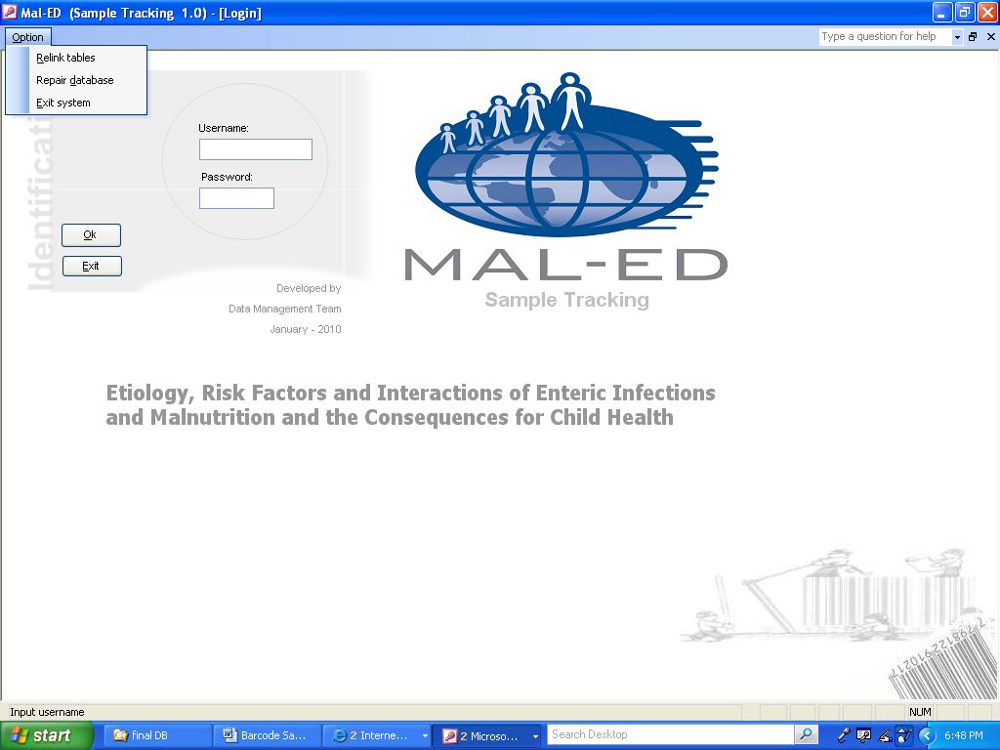 Mal-ED (Sample Tracking 1.0) - [Login]
Option
Type a question for help
Relink tables
Repair database
Exit system
Username:
Password:
Ok
Exit
Developed by
Data Management Team
January - 2010
MAL-ED
Sample Tracking
Etiology, Risk Factors and Interactions of Enteric Infections
and Malnutrition and the Consequences for Child Health
Input username
NUM
start
final DB
Barcode Sa...
2 Interne...
2 Microso...
Search Desktop
6:48 PM